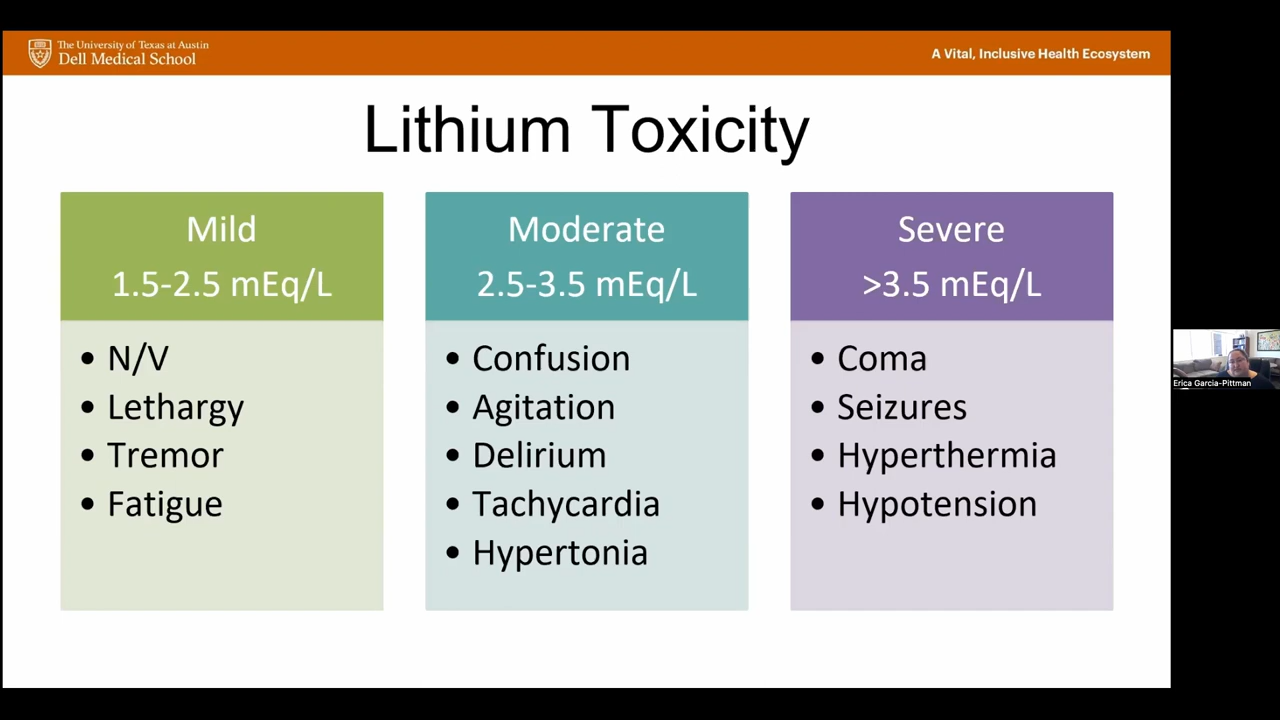 The University of Texas at Austin
Dell Medical School
A Vital, Inclusive Health Ecosystem
Lithium Toxicity
Mild
1.5-2.5 mEq/L
• N/V
• Lethargy
• Tremor
• Fatigue
Moderate
2.5-3.5 mEq/L
• Confusion
• Agitation
• Delirium
• Tachycardia
• Hypertonia
Severe
>3.5 mEq/L
• Coma
• Seizures
• Hyperthermia
• Hypotension
Erica Garcia-Pittman